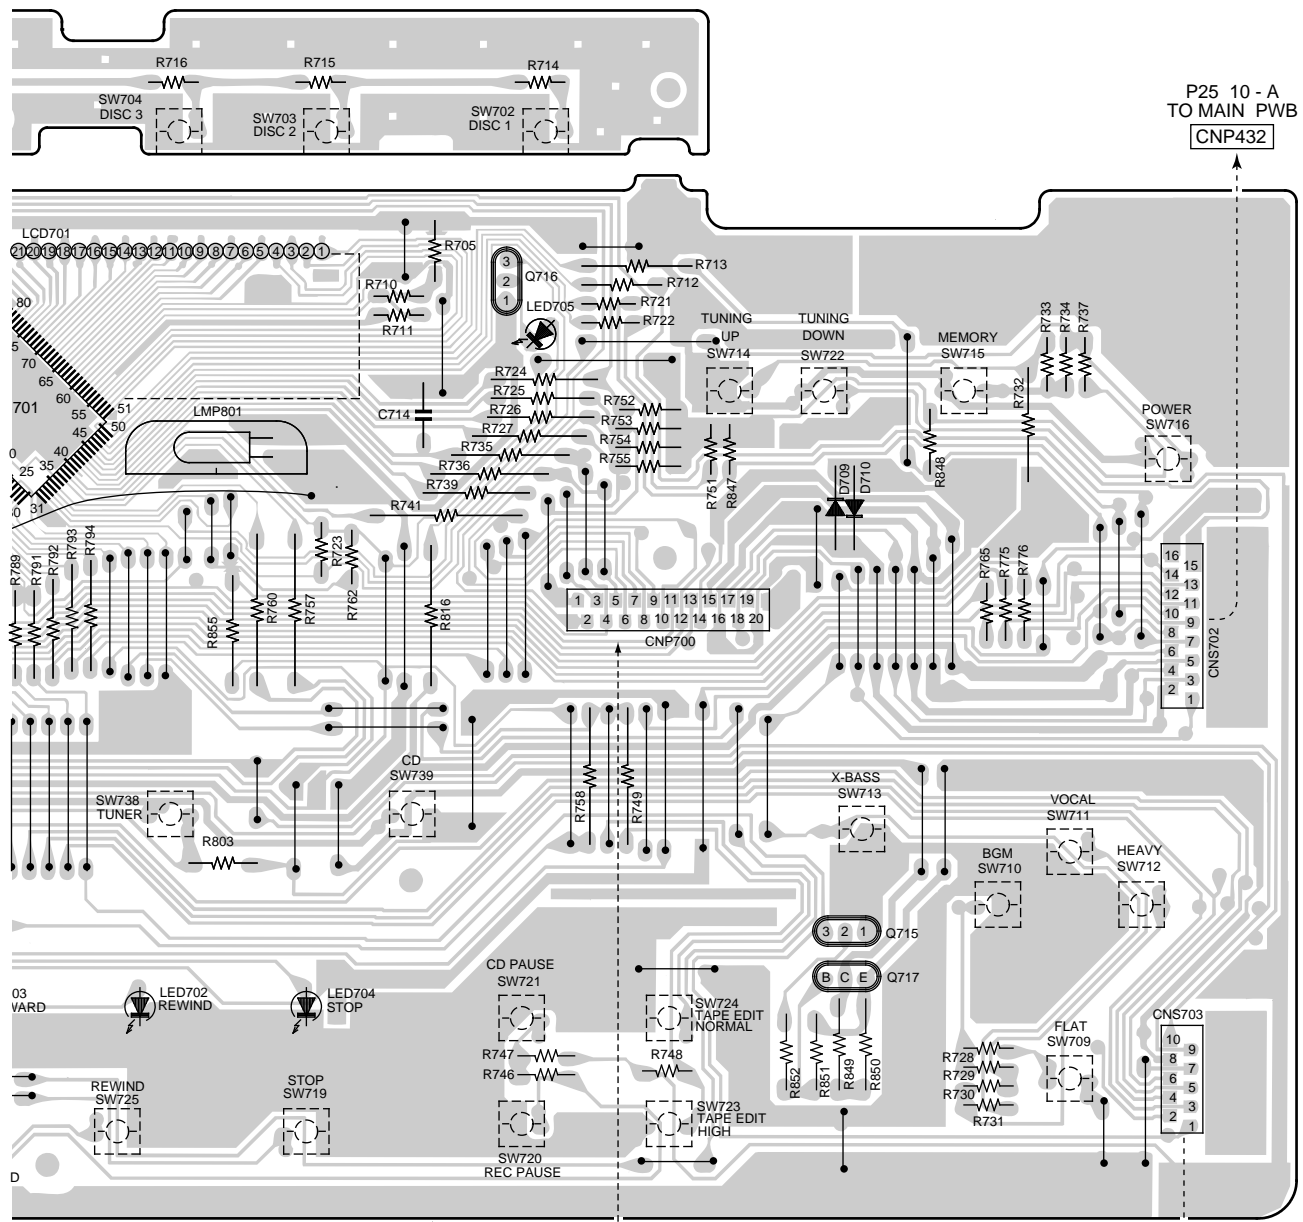 R716
R715
R714
SW704
DISC 3
SW703
DISC 2
SW702
DISC 1
P25 10 - A
TO MAIN PWB
CNP432
LCD701
21 20 19 18 17 16 15 14 13 12 11 10 9 8 7 6 5 4 3 2 1
R705
3
2
1
Q716
R713
R712
R710
R721
R711
LED705
R722
80
5
70
65
60
55
51
50
701
45
40
35
25
31
0
0
TUNING
UP
SW714
TUNING
DOWN
SW722
MEMORY
SW715
R733
R734
R737
R732
POWER
SW716
LMP801
C714
R724
R725
R726
R727
R735
R736
R739
R741
R752
R753
R754
R755
R751
R847
D709
D710
R848
R789
R791
R792
R793
R794
R723
R762
R855
R760
R757
R816
1 3 5 7 9 11 13 15 17 19
2 4 6 8 10 12 14 16 18 20
CNP700
R765
R775
R776
16
15
14
13
12
11
10
9
8
7
6
5
4
3
2
1
CNS702
CD
SW739
SW738
TUNER
R803
R758
R749
X-BASS
SW713
VOCAL
SW711
BGM
SW710
HEAVY
SW712
3 2 1
Q715
B C E
Q717
03
WARD
LED702
REWIND
LED704
STOP
CD PAUSE
SW721
SW724
TAPE EDIT
NORMAL
R747
R746
R748
R852
R851
R849
R850
R728
R729
R730
R731
FLAT
SW709
CNS703
10
9
8
7
6
5
4
3
2
1
REWIND
SW725
STOP
SW719
SW723
TAPE EDIT
HIGH
SW720
REC PAUSE
D